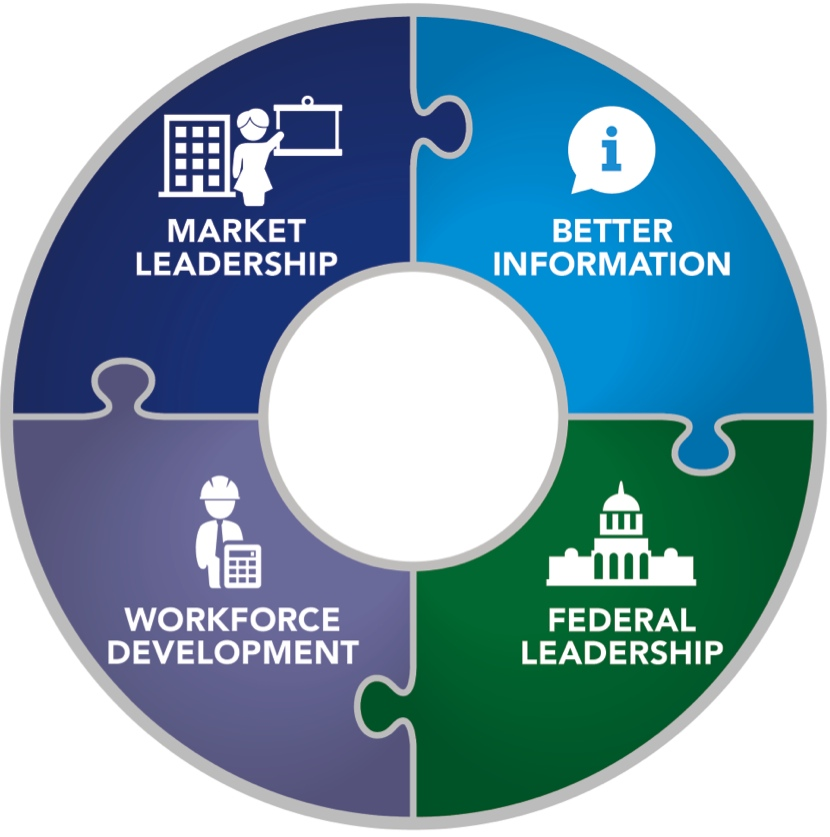 MARKET
LEADERSHIP
BETTER
INFORMATION
WORKFORCE
DEVELOPMENT
FEDERAL
LEADERSHIP